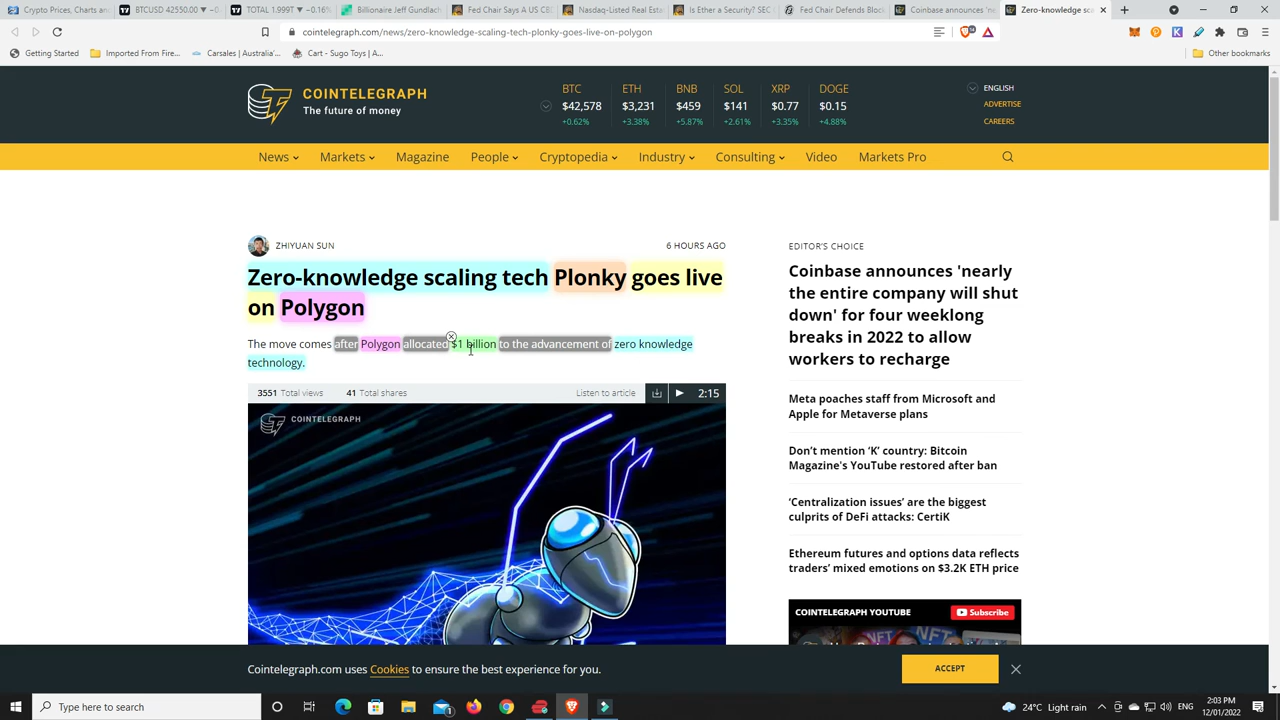 Crypto Prices, Charts and
BTCUSD 42550.00 ▼ −0
TOTAL 1.999T ▼ −0.16%
Billionaire Jeff Gundlach
Fed Chair Says A US CB
Nasdaq-Listed Real Esta
Is Ether a Security? SEC
Fed Chair Defends Block
Coinbase announces 'ne
Zero-knowledge sca
cointelegraph.com/news/zero-knowledge-scaling-tech-plonky-goes-live-on-polygon
Getting Started
Imported From Fire...
Carsales | Australia'...
Cart - Sugo Toys | A...
Other bookmarks
COINTELEGRAPH
The future of money
BTC ETH BNB SOL XRP DOGE
$42,578 $3,231 $459 $141 $0.77 $0.15
+0.62% +3.38% +5.87% +2.61% +3.35% +4.88%
ENGLISH
ADVERTISE
CAREERS
News Markets Magazine People Cryptopedia Industry Consulting Video Markets Pro
ZHIYUAN SUN
6 HOURS AGO
Zero-knowledge scaling tech Plonky goes live
on Polygon
The move comes after Polygon allocated $1 billion to the advancement of zero knowledge
technology.
3551 Total views 41 Total shares Listen to article 2:15
COINTELEGRAPH
EDITOR'S CHOICE
Coinbase announces 'nearly
the entire company will shut
down' for four weeklong
breaks in 2022 to allow
workers to recharge
Meta poaches staff from Microsoft and
Apple for Metaverse plans
Don't mention 'K' country: Bitcoin
Magazine's YouTube restored after ban
'Centralization issues' are the biggest
culprits of DeFi attacks: CertiK
Ethereum futures and options data reflects
traders' mixed emotions on $3.2K ETH price
COINTELEGRAPH YOUTUBE
Subscribe
Cointelegraph.com uses Cookies to ensure the best experience for you.
ACCEPT
Type here to search
24°C Light rain
2:03 PM
12/01/2022